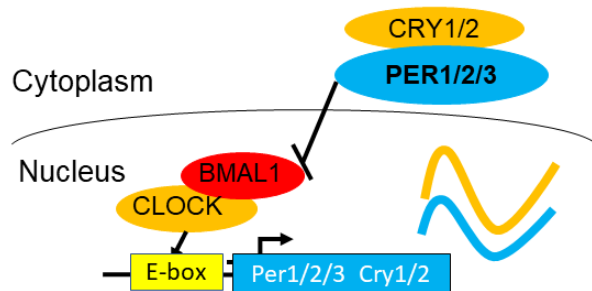 CRY1/2
PER1/2/3
Cytoplasm
Nucleus
BMAL1
CLOCK
E-box
Per1/2/3 Cry1/2